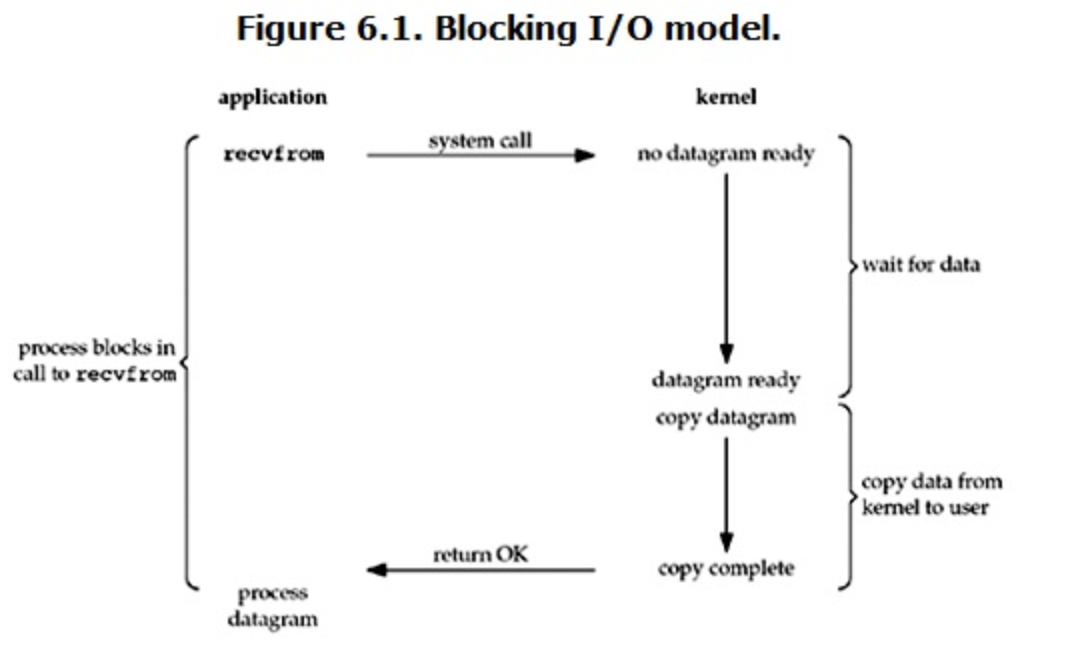 Figure 6.1. Blocking I/O model.
application
kernel
recvfrom
system call
no datagram ready
wait for data
process blocks in
call to recvfrom
datagram ready
copy datagram
copy data from
kernel to user
return OK
copy complete
process
datagram